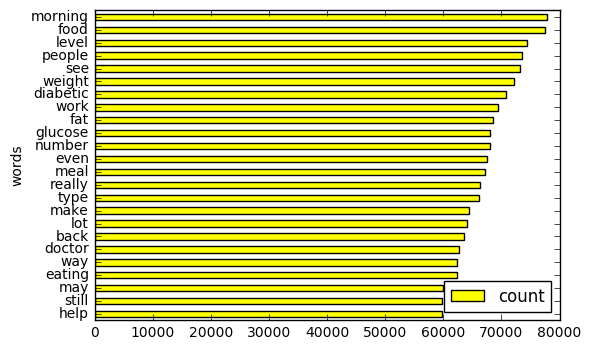 morning
food
level
people
see
weight
diabetic
work
fat
glucose
number
even
meal
really
type
make
lot
back
doctor
way
eating
may
still
help
words
count
0 10000 20000 30000 40000 50000 60000 70000 80000